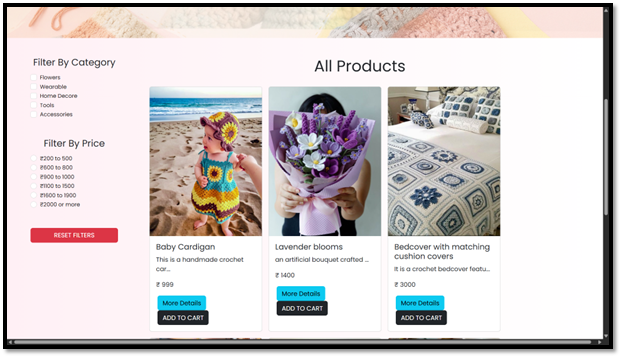 Filter By Category
Flowers
Wearable
Home Decore
Tools
Accessories
Filter By Price
₹200 to 500
₹600 to 800
₹900 to 1000
₹1100 to 1500
₹1600 to 1900
₹2000 or more
RESET FILTERS
All Products
Baby Cardigan
This is a handmade crochet
car...
₹ 999
More Details
ADD TO CART
Lavender blooms
an artificial bouquet crafted ...
₹ 1400
More Details
ADD TO CART
Bedcover with matching
cushion covers
It is a crochet bedcover featu...
₹ 3000
More Details
ADD TO CART